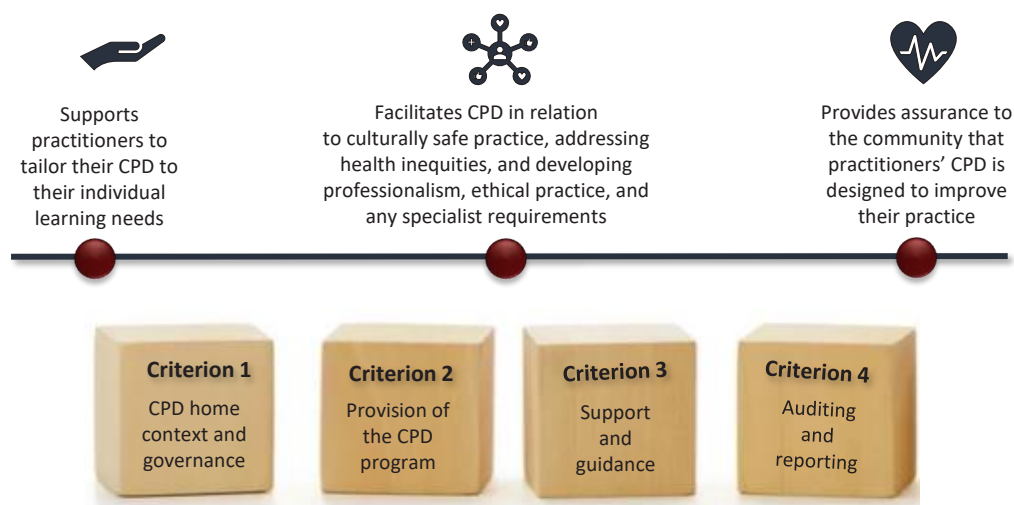 Supports
practitioners to
tailor their CPD to
their individual
learning needs
Facilitates CPD in relation
to culturally safe practice, addressing
health inequities, and developing
professionalism, ethical practice, and
any specialist requirements
Provides assurance to
the community that
practitioners’ CPD is
designed to improve
their practice
Criterion 1
CPD home
context and
governance
Criterion 2
Provision of
the CPD
program
Criterion 3
Support
and
guidance
Criterion 4
Auditing
and
reporting